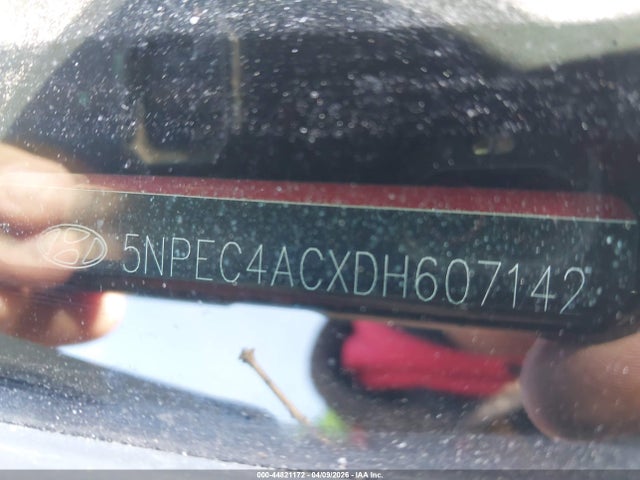 5NPEC4ACXDH607142
000-44821172 - 04/09/2026 - IAA Inc.